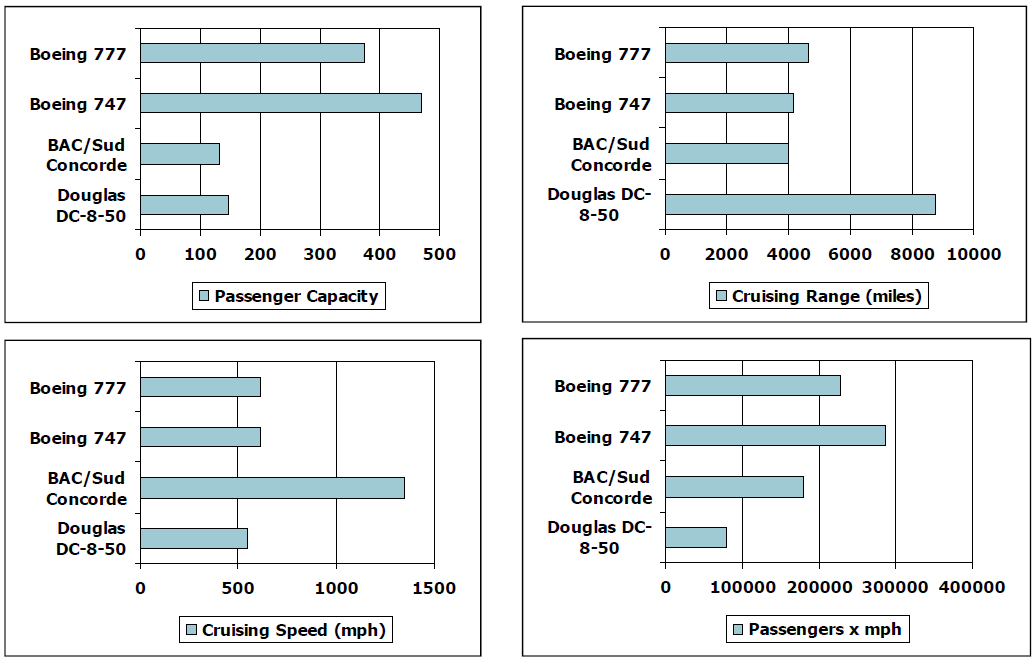 Boeing 777
Boeing 747
BAC/Sud
Concorde
Douglas
DC-8-50
0 100 200 300 400 500
Passenger Capacity
Boeing 777
Boeing 747
BAC/Sud
Concorde
Douglas DC-
8-50
0 2000 4000 6000 8000 10000
Cruising Range (miles)
Boeing 777
Boeing 747
BAC/Sud
Concorde
Douglas
DC-8-50
0 500 1000 1500
Cruising Speed (mph)
Boeing 777
Boeing 747
BAC/Sud
Concorde
Douglas DC-
8-50
0 100000 200000 300000 400000
Passengers x mph